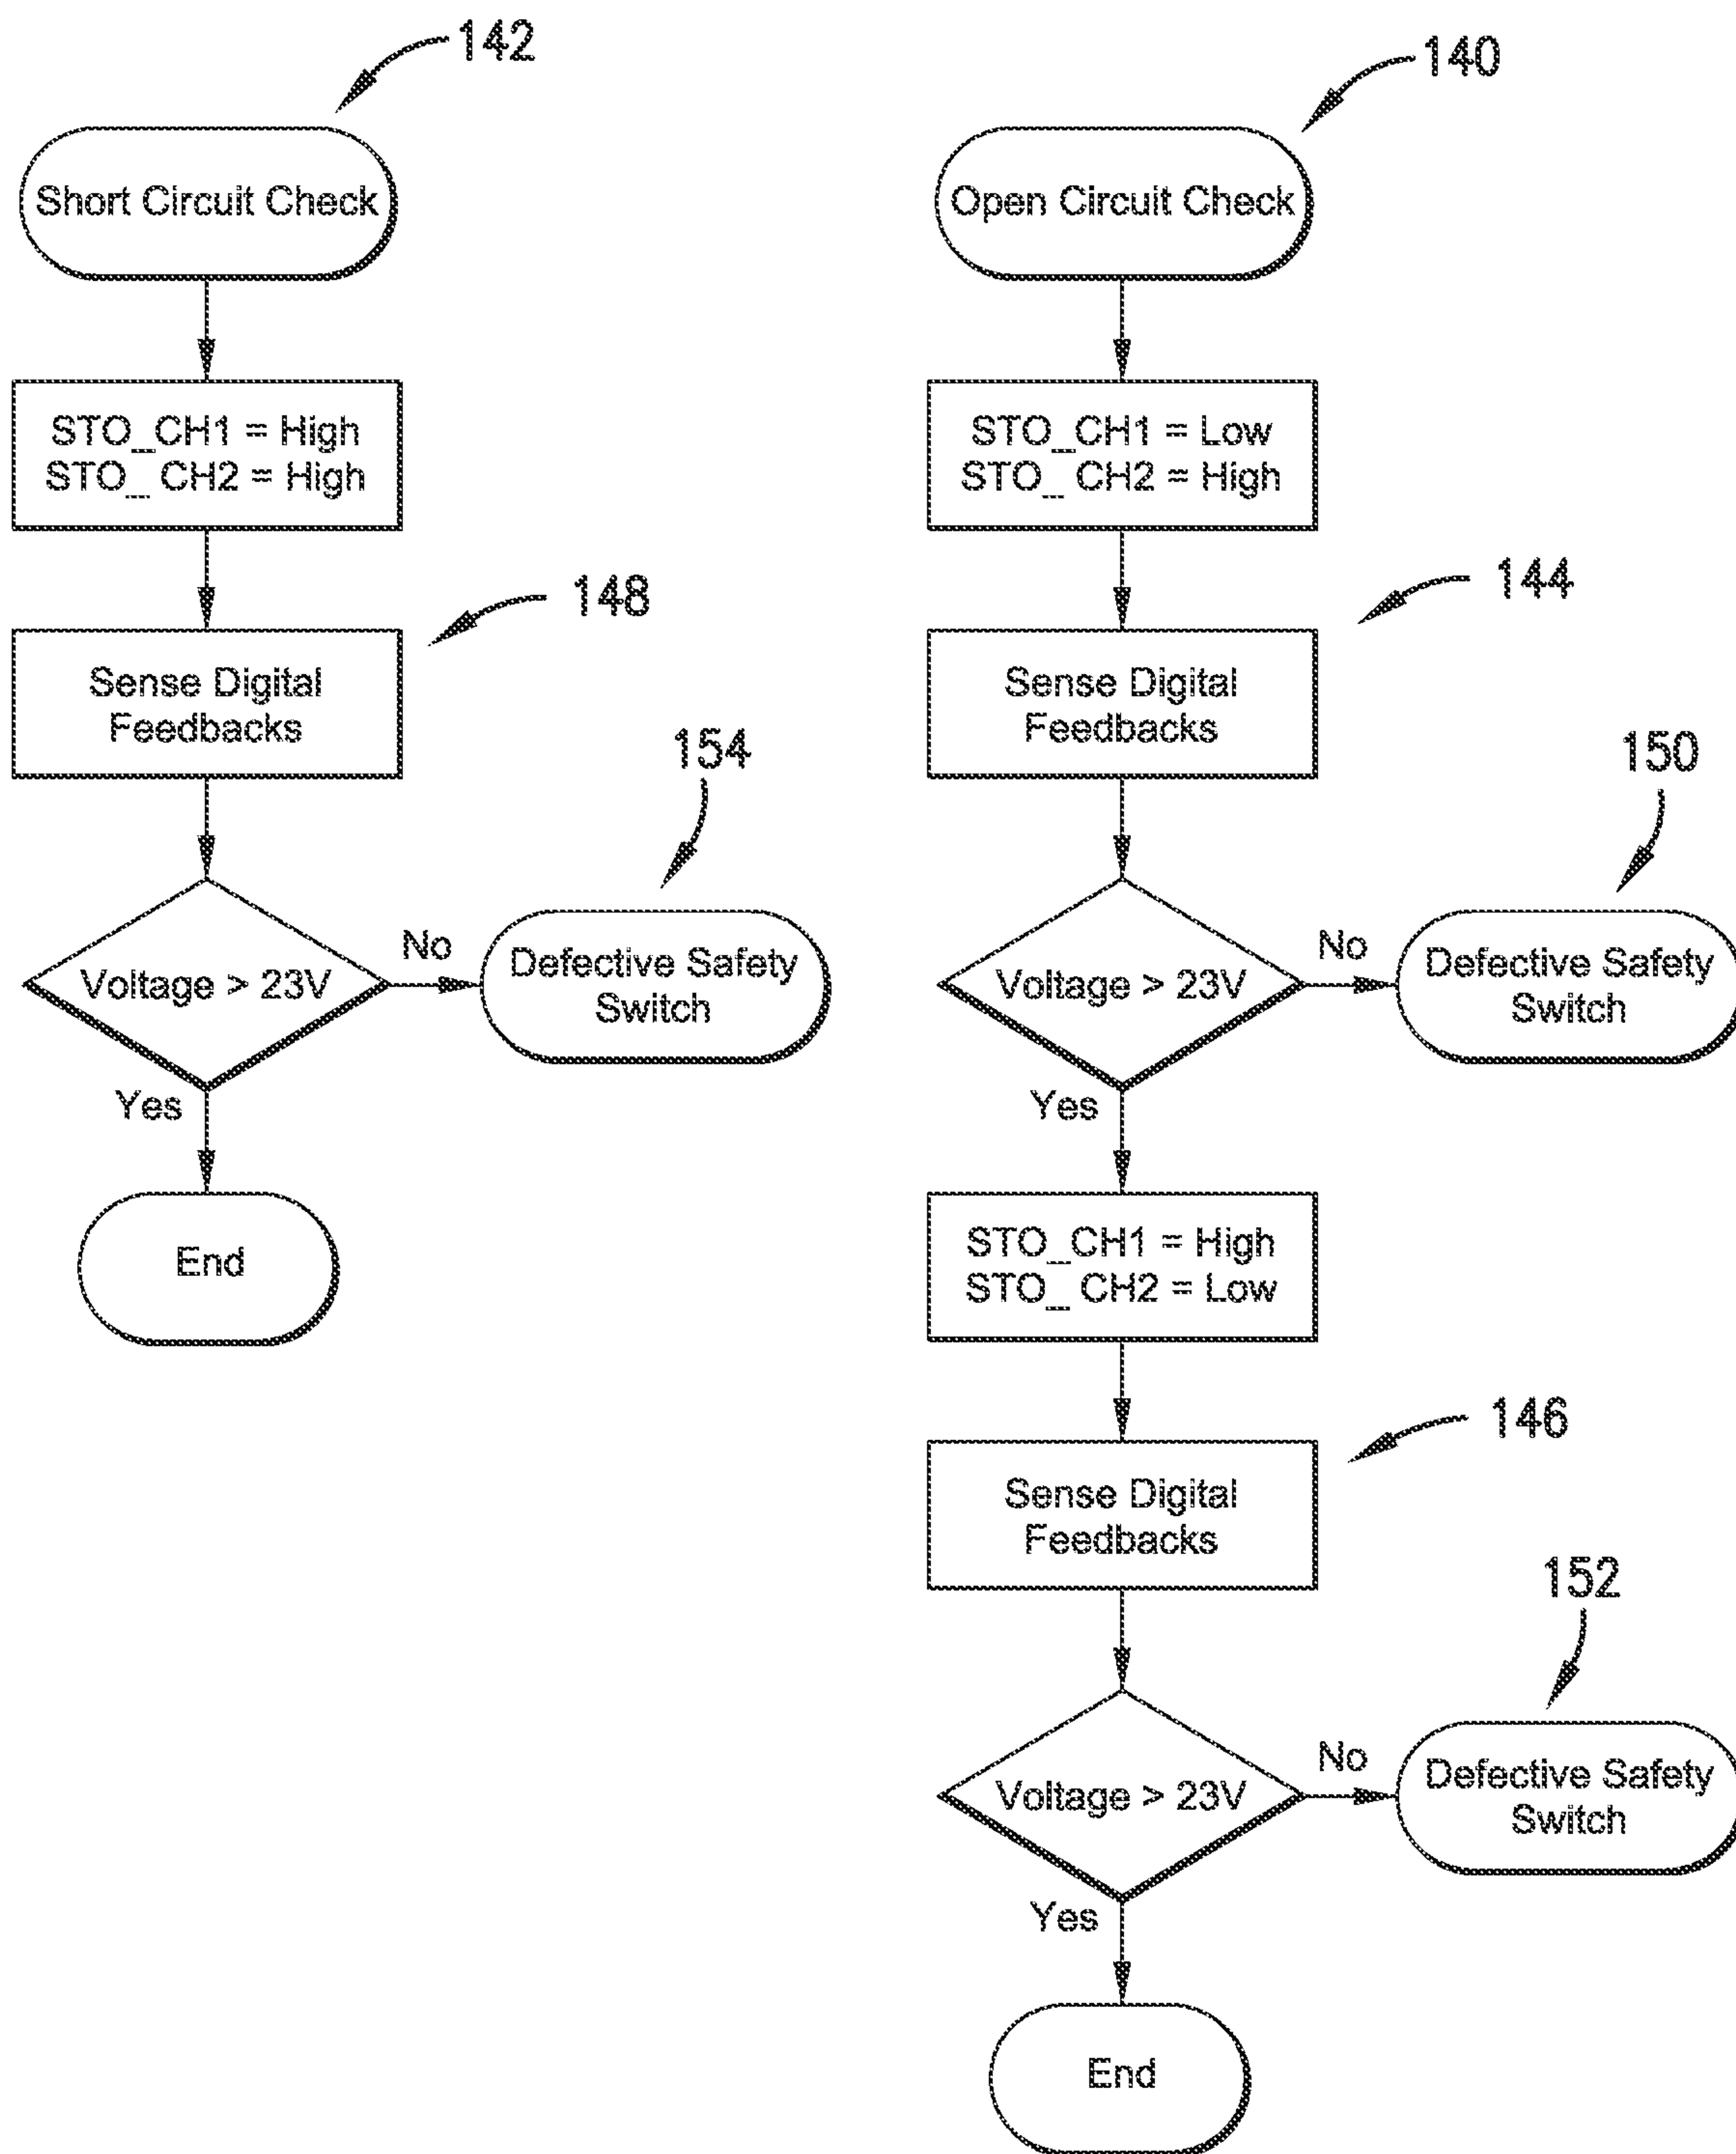 142
Short Circuit Check
STO_CH1 = High
STO_ CH2 = High
148
Sense Digital
Feedbacks
154
Voltage > 23V
No
Defective Safety
Switch
Yes
End
140
Open Circuit Check
STO_CH1 = Low
STO_ CH2 = High
144
Sense Digital
Feedbacks
150
Voltage > 23V
No
Defective Safety
Switch
Yes
STO_CH1 = High
STO_ CH2 = Low
146
Sense Digital
Feedbacks
152
Voltage > 23V
No
Defective Safety
Switch
Yes
End